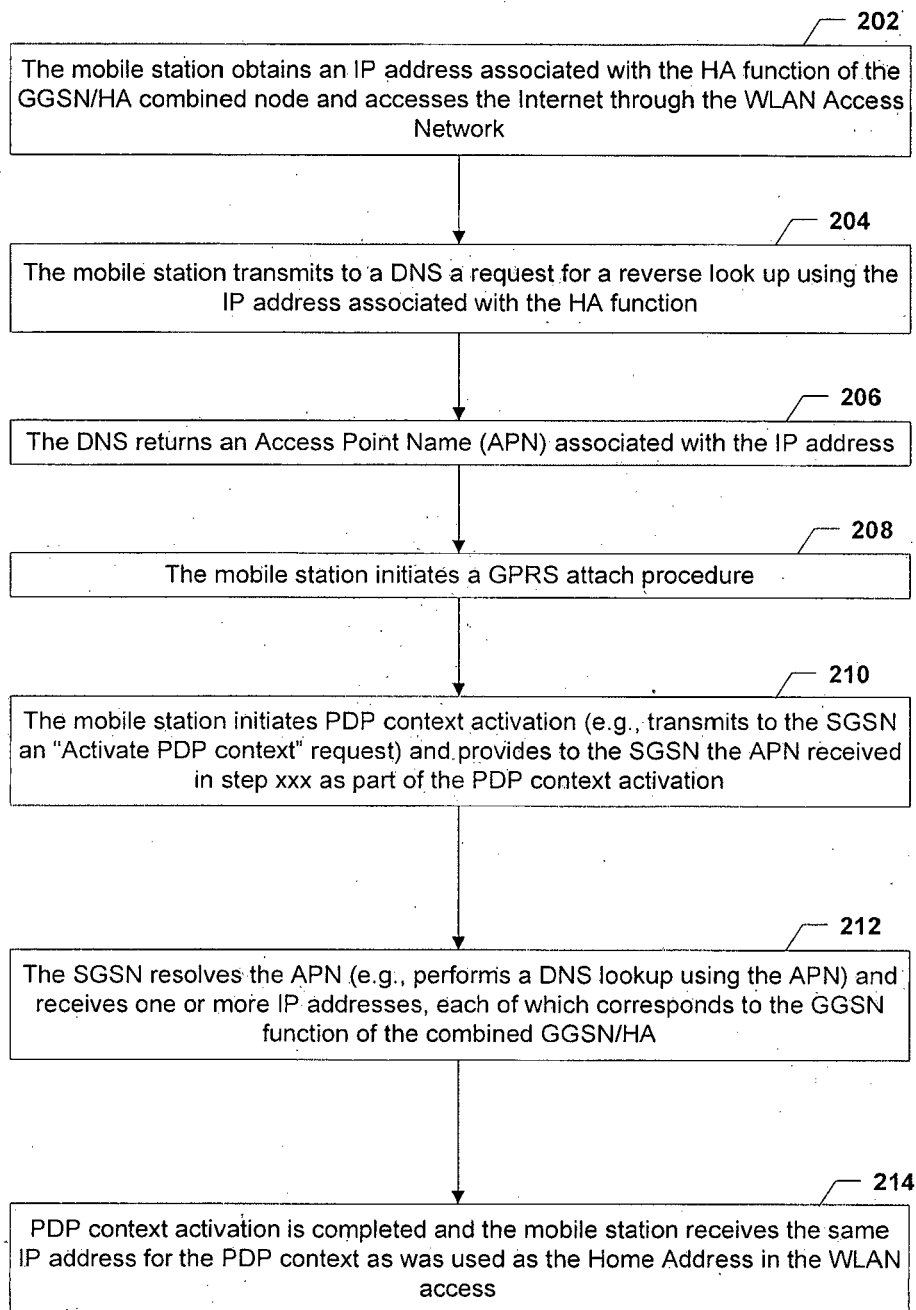 202
The mobile station obtains an IP address associated with the HA function of the
GGSN/HA combined node and accesses the Internet through the WLAN Access
Network
204
The mobile station transmits to a DNS a request for a reverse look up using the
IP address associated with the HA function
206
The DNS returns an Access Point Name (APN) associated with the IP address
208
The mobile station initiates a GPRS attach procedure
210
The mobile station initiates PDP context activation (e.g., transmits to the SGSN
an "Activate PDP context" request) and provides to the SGSN the APN received
in step xxx as part of the PDP context activation
212
The SGSN resolves the APN (e.g., performs a DNS lookup using the APN) and
receives one or more IP addresses, each of which corresponds to the GGSN
function of the combined GGSN/HA
214
PDP context activation is completed and the mobile station receives the same
IP address for the PDP context as was used as the Home Address in the WLAN
access